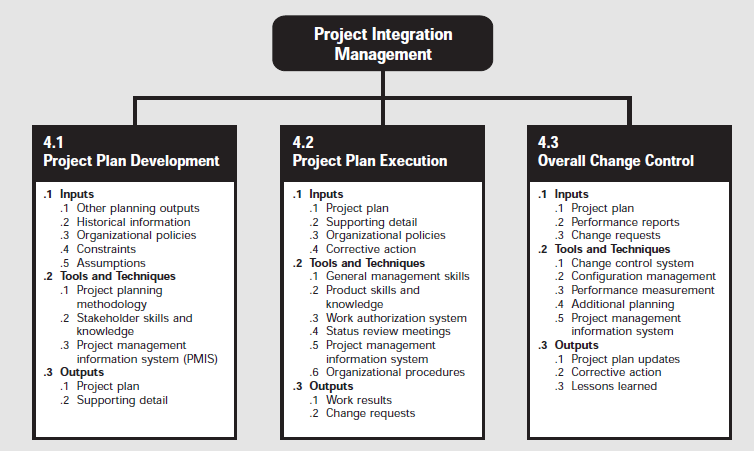 Project Integration
Management
4.1
Project Plan Development
.1 Inputs
.1 Other planning outputs
.2 Historical information
.3 Organizational policies
.4 Constraints
.5 Assumptions
.2 Tools and Techniques
.1 Project planning
methodology
.2 Stakeholder skills and
knowledge
.3 Project management
information system (PMIS)
.3 Outputs
.1 Project plan
.2 Supporting detail
4.2
Project Plan Execution
.1 Inputs
.1 Project plan
.2 Supporting detail
.3 Organizational policies
.4 Corrective action
.2 Tools and Techniques
.1 General management skills
.2 Product skills and
knowledge
.3 Work authorization system
.4 Status review meetings
.5 Project management
information system
.6 Organizational procedures
.3 Outputs
.1 Work results
.2 Change requests
4.3
Overall Change Control
.1 Inputs
.1 Project plan
.2 Performance reports
.3 Change requests
.2 Tools and Techniques
.1 Change control system
.2 Configuration management
.3 Performance measurement
.4 Additional planning
.5 Project management
information system
.3 Outputs
.1 Project plan updates
.2 Corrective action
.3 Lessons learned